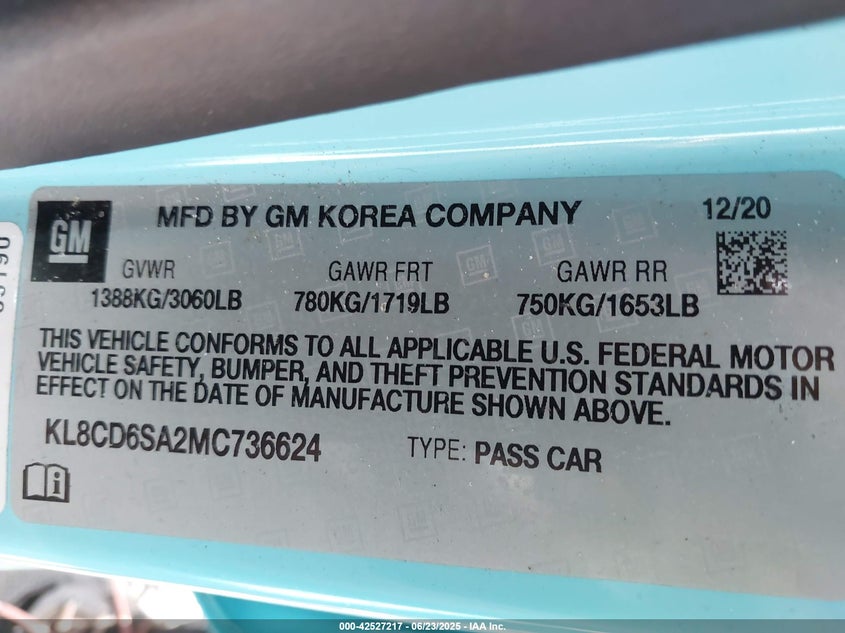 GM
MFD BY GM KOREA COMPANY 12/20
GVWR GAWR FRT GAWR RR
1388KG/3060LB 780KG/1719LB 750KG/1653LB
THIS VEHICLE CONFORMS TO ALL APPLICABLE U.S. FEDERAL MOTOR
VEHICLE SAFETY, BUMPER, AND THEFT PREVENTION STANDARDS IN
EFFECT ON THE DATE OF MANUFACTURE SHOWN ABOVE.
KL8CD6SA2MC736624 TYPE: PASS CAR
000-42527217 - 06/23/2025 - IAA Inc.